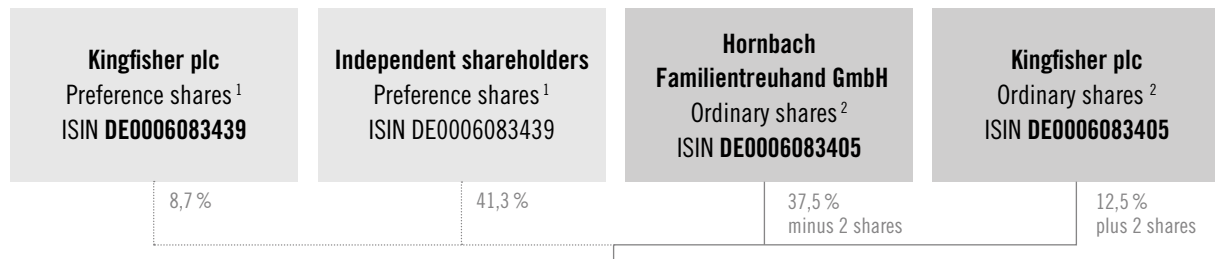 Kingfisher plc
Preference shares 1
ISIN DE0006083439
Independent shareholders
Preference shares 1
ISIN DE0006083439
Hornbach
Familientreuhand GmbH
Ordinary shares 2
ISIN DE0006083405
Kingfisher plc
Ordinary shares 2
ISIN DE0006083405
8,7 %
41,3 %
37,5 %
minus 2 shares
12,5 %
plus 2 shares